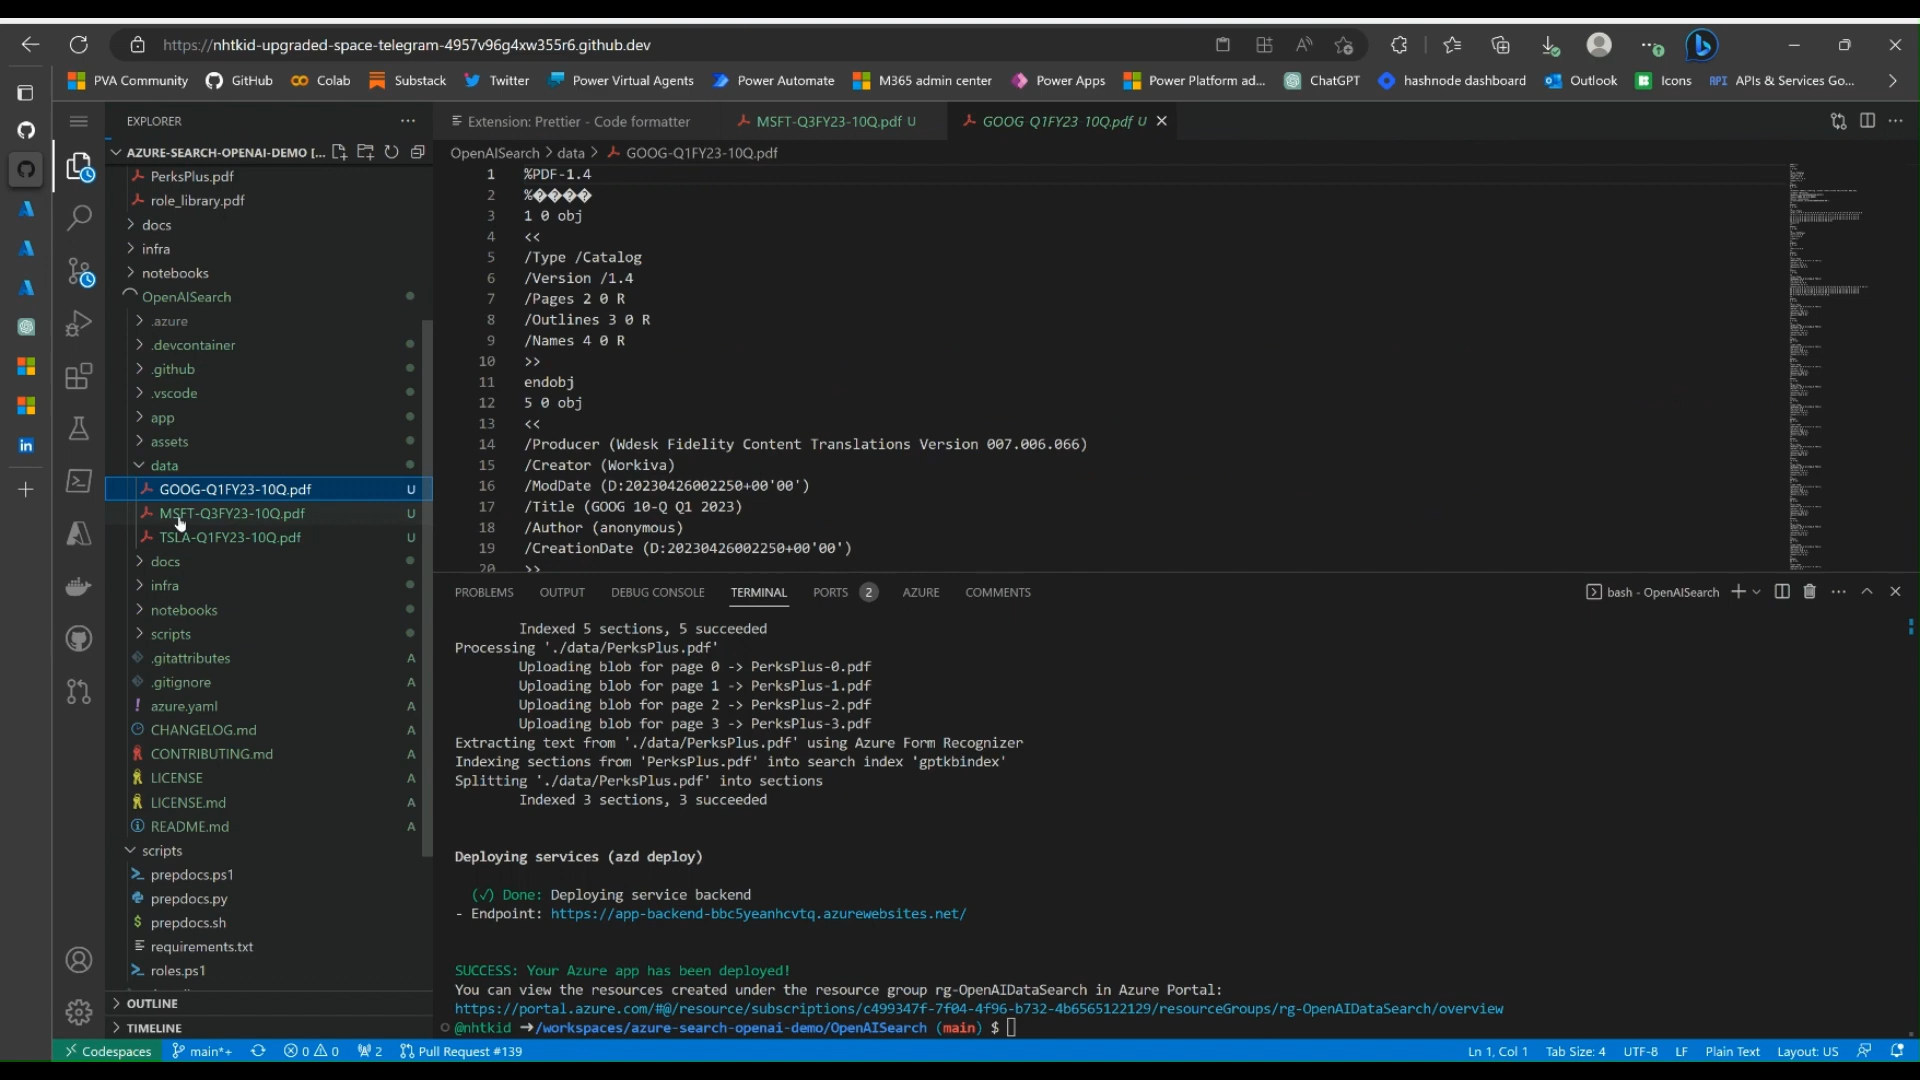 https://nhtkid-upgraded-space-telegram-4957v96g4xw355r6.github.dev
PVA Community GitHub Colab Substack Twitter Power Virtual Agents Power Automate M365 admin center Power Apps Power Platform ad... ChatGPT hashnode dashboard Outlook Icons API APIs & Services Go...
EXPLORER
AZURE-SEARCH-OPENAI-DEMO [...
PerksPlus.pdf
role_library.pdf
docs
infra
notebooks
OpenAISearch
.azure
.devcontainer
.github
.vscode
app
assets
data
GOOG-Q1FY23-10Q.pdf U
MSFT-Q3FY23-10Q.pdf U
TSLA-Q1FY23-10Q.pdf U
docs
infra
notebooks
scripts
.gitattributes A
.gitignore A
azure.yaml A
CHANGELOG.md A
CONTRIBUTING.md A
LICENSE A
LICENSE.md A
README.md A
scripts
prepdocs.ps1
prepdocs.py
prepdocs.sh
requirements.txt
roles.ps1
OUTLINE
TIMELINE
Extension: Prettier - Code formatter MSFT-Q3FY23-10Q.pdf U GOOG-Q1FY23-10Q.pdf U
OpenAISearch > data > GOOG-Q1FY23-10Q.pdf
1 %PDF-1.4
2 %����
3 1 0 obj
4 <<
5 /Type /Catalog
6 /Version /1.4
7 /Pages 2 0 R
8 /Outlines 3 0 R
9 /Names 4 0 R
10 >>
11 endobj
12 5 0 obj
13 <<
14 /Producer (Wdesk Fidelity Content Translations Version 007.006.066)
15 /Creator (Workiva)
16 /ModDate (D:20230426002250+00'00')
17 /Title (GOOG 10-Q Q1 2023)
18 /Author (anonymous)
19 /CreationDate (D:20230426002250+00'00')
20 >>
PROBLEMS OUTPUT DEBUG CONSOLE TERMINAL PORTS 2 AZURE COMMENTS
bash - OpenAISearch
Indexed 5 sections, 5 succeeded
Processing './data/PerksPlus.pdf'
Uploading blob for page 0 -> PerksPlus-0.pdf
Uploading blob for page 1 -> PerksPlus-1.pdf
Uploading blob for page 2 -> PerksPlus-2.pdf
Uploading blob for page 3 -> PerksPlus-3.pdf
Extracting text from './data/PerksPlus.pdf' using Azure Form Recognizer
Indexing sections from 'PerksPlus.pdf' into search index 'gptkbindex'
Splitting './data/PerksPlus.pdf' into sections
Indexed 3 sections, 3 succeeded
Deploying services (azd deploy)
(✓) Done: Deploying service backend
- Endpoint: https://app-backend-bbc5yeanhcvtq.azurewebsites.net/
SUCCESS: Your Azure app has been deployed!
You can view the resources created under the resource group rg-OpenAIDataSearch in Azure Portal:
https://portal.azure.com/#@/resource/subscriptions/c499347f-7f04-4f96-b732-4b6565122129/resourceGroups/rg-OpenAIDataSearch/overview
@nhtkid ➜/workspaces/azure-search-openai-demo/OpenAISearch (main) $
Codespaces main*+ 0 0 2 Pull Request #139 Ln 1, Col 1 Tab Size: 4 UTF-8 LF Plain Text Layout: US